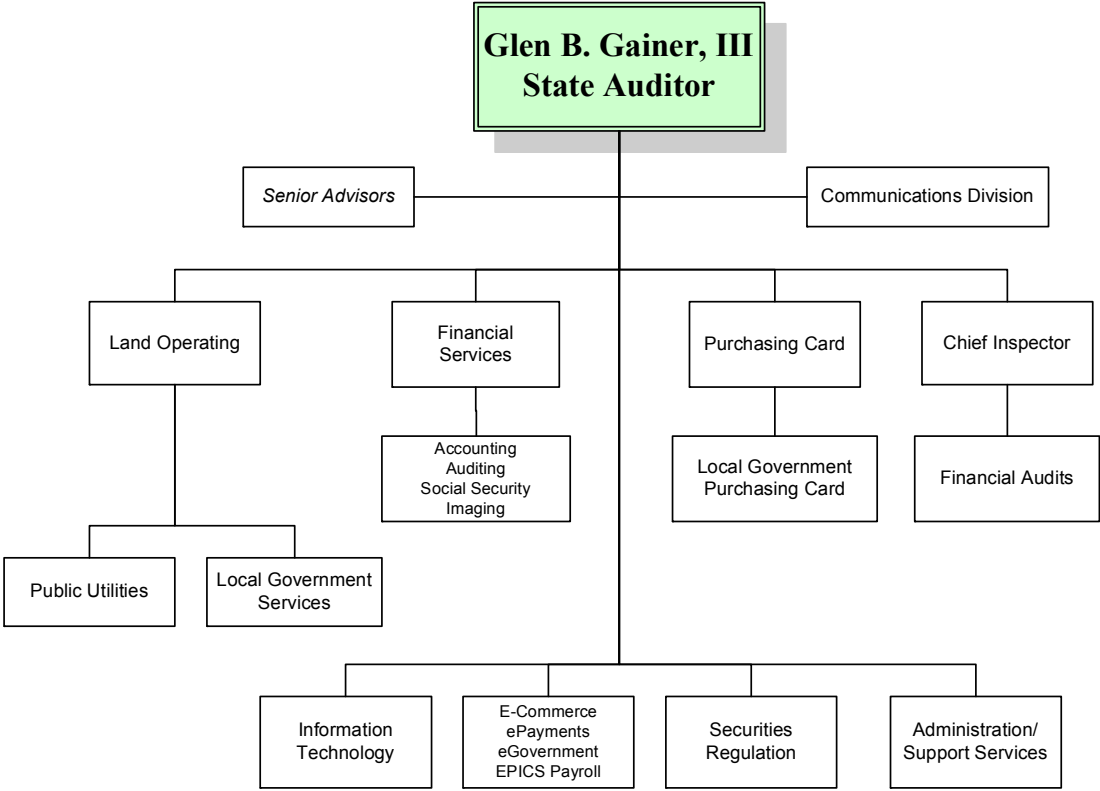 Glen B. Gainer, III
State Auditor
Senior Advisors
Communications Division
Land Operating
Financial
Services
Purchasing Card
Chief Inspector
Accounting
Auditing
Social Security
Imaging
Local Government
Purchasing Card
Financial Audits
Public Utilities
Local Government
Services
Information
Technology
E-Commerce
ePayments
eGovernment
EPICS Payroll
Securities
Regulation
Administration/
Support Services